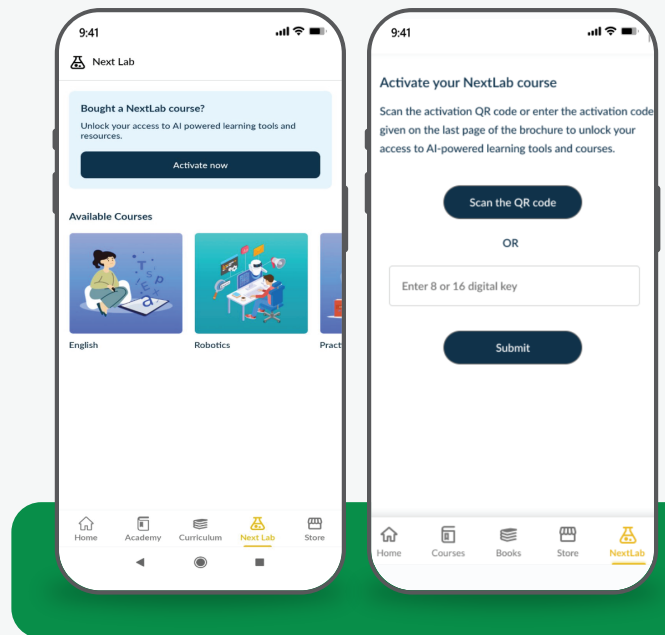 9:41
Next Lab
Bought a NextLab course?
Unlock your access to AI powered learning tools and
resources.
Activate now
Available Courses
English
Robotics
Pract
Home
Academy
Curriculum
Next Lab
Store
9:41
Activate your NextLab course
Scan the activation QR code or enter the activation code
given on the last page of the brochure to unlock your
access to AI-powered learning tools and courses.
Scan the QR code
OR
Enter 8 or 16 digital key
Submit
Home
Courses
Books
Store
NextLab